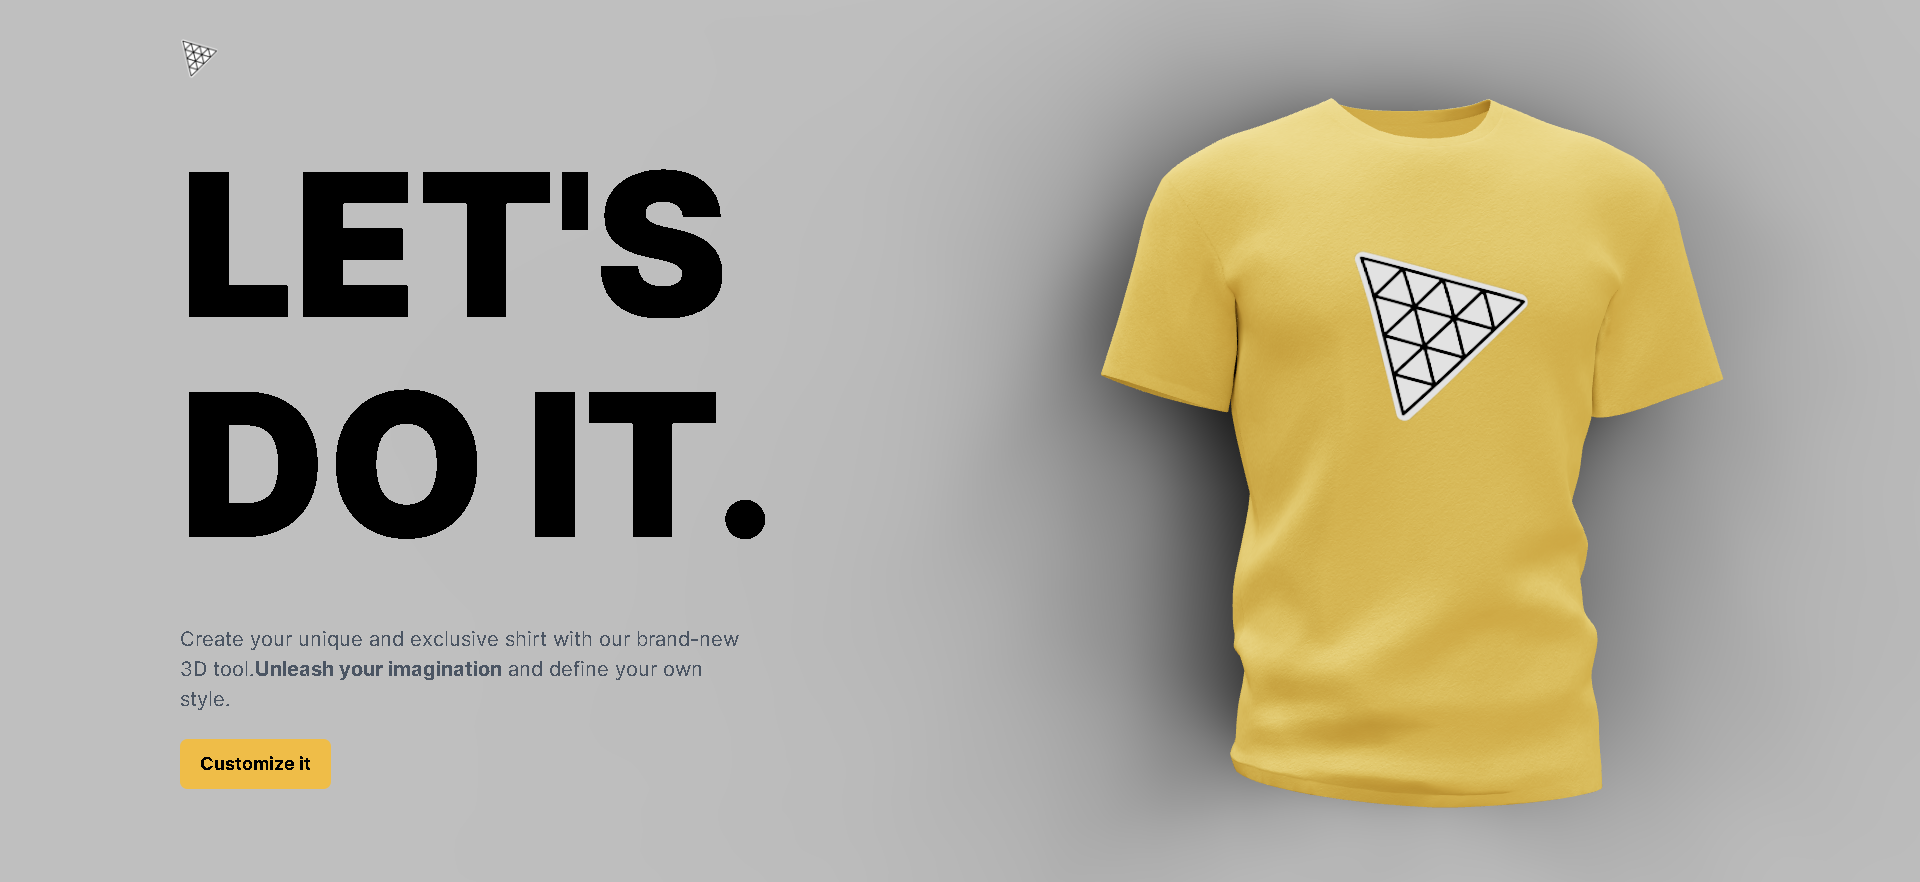 LET'S
DO IT.
Create your unique and exclusive shirt with our brand-new
3D tool.Unleash your imagination and define your own
style.
Customize it